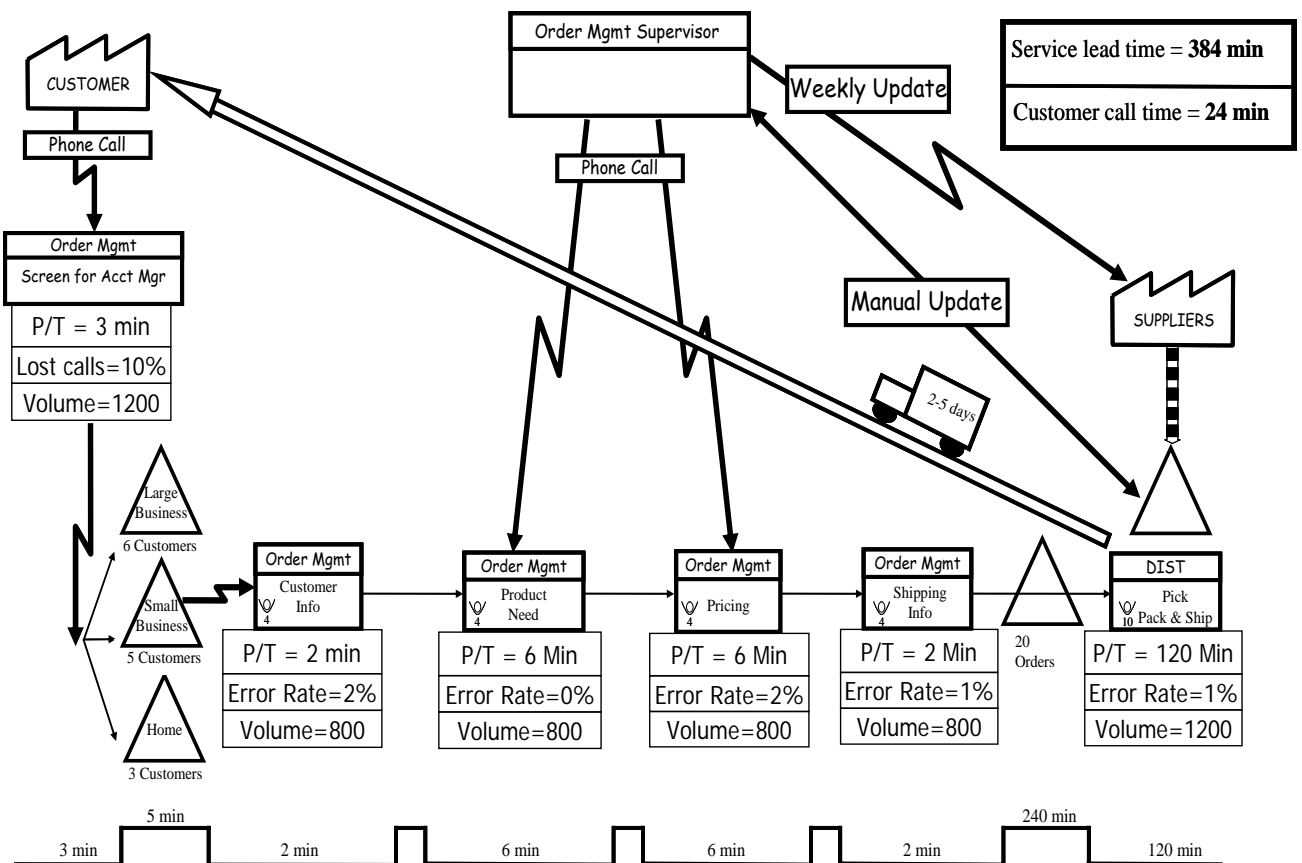 Order Mgmt Supervisor
Service lead time = 384 min
Customer call time = 24 min
CUSTOMER
Weekly Update
Phone Call
Phone Call
Order Mgmt
Screen for Acct Mgr
P/T = 3 min
Lost calls=10%
Volume=1200
Manual Update
SUPPLIERS
2-5 days
Large
Business
6 Customers
Small
Business
5 Customers
Home
3 Customers
Order Mgmt
Customer
Info
4
P/T = 2 min
Error Rate=2%
Volume=800
Order Mgmt
Product
Need
4
P/T = 6 Min
Error Rate=0%
Volume=800
Order Mgmt
Pricing
4
P/T = 6 Min
Error Rate=2%
Volume=800
Order Mgmt
Shipping
Info
4
P/T = 2 Min
Error Rate=1%
Volume=800
20
Orders
DIST
Pick
Pack & Ship
10
P/T = 120 Min
Error Rate=1%
Volume=1200
3 min
5 min
2 min
6 min
6 min
2 min
240 min
120 min